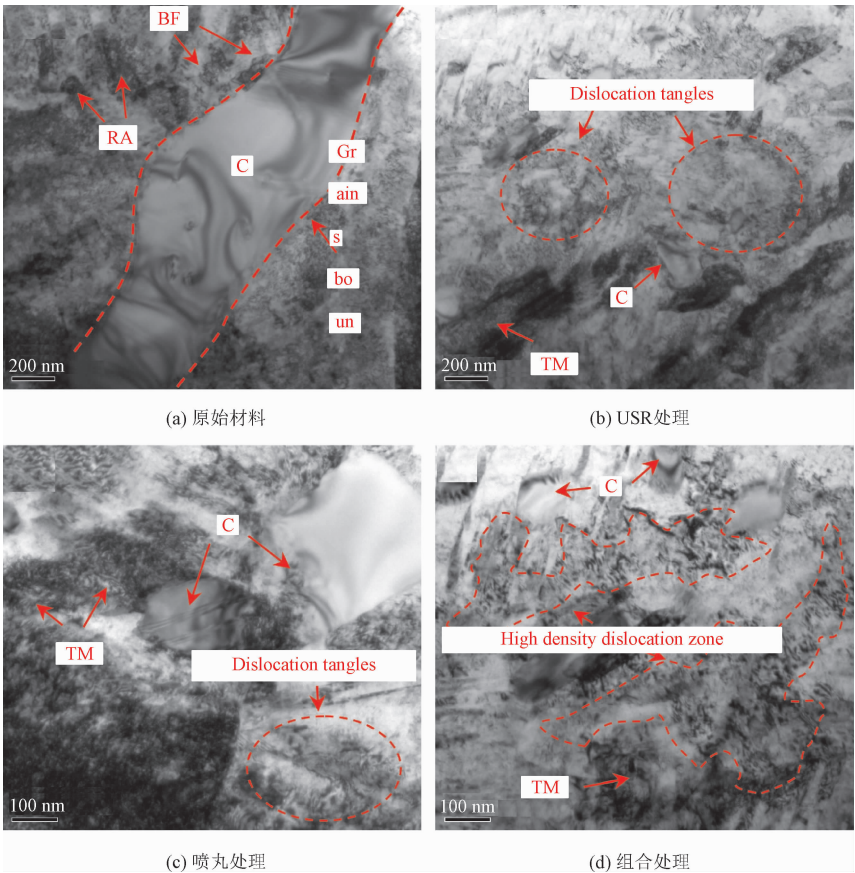 BF
RA
C
Gr
ain
s
bo
un
200 nm
(a) 原始材料
Dislocation tangles
C
TM
200 nm
(b) USR处理
C
TM
Dislocation tangles
100 nm
(c) 喷丸处理
C
High density dislocation zone
TM
100 nm
(d) 组合处理